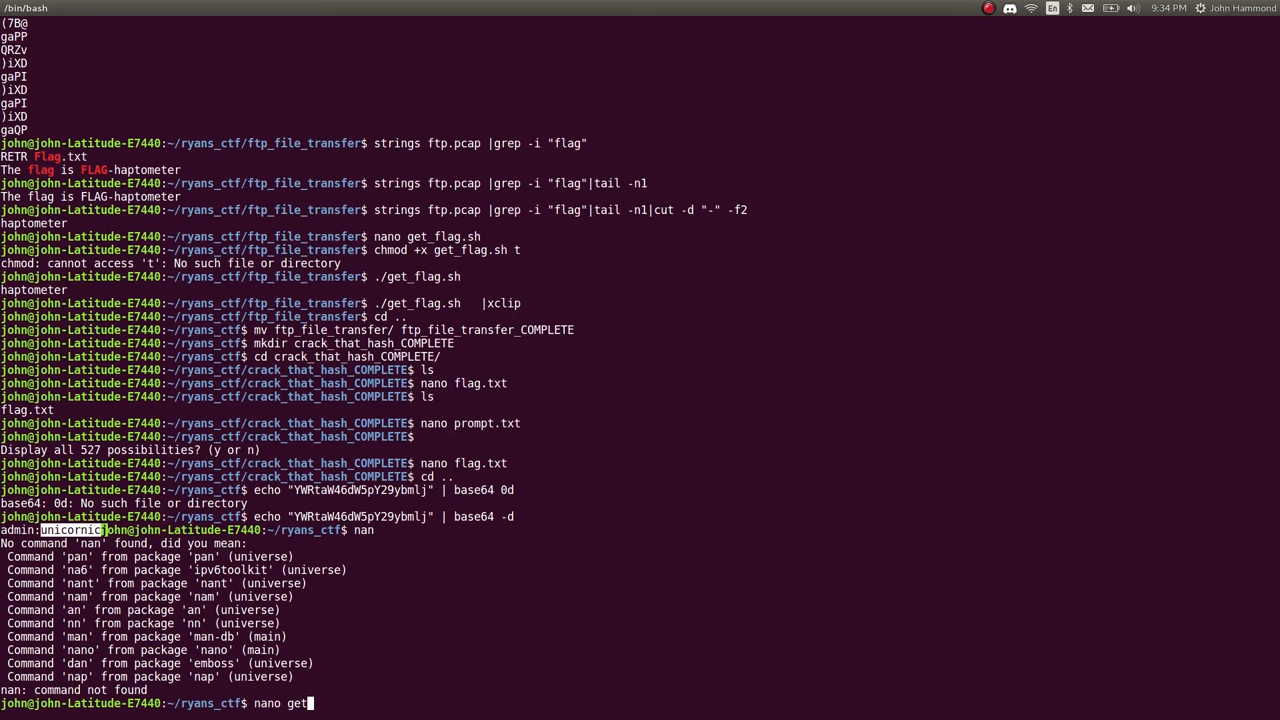 /bin/bash
En
9:34 PM
John Hammond
(7B@
gaPP
QRZv
)iXD
gaPI
)iXD
gaPI
)iXD
gaQP
john@john-Latitude-E7440:~/ryans_ctf/ftp_file_transfer$ strings ftp.pcap |grep -i "flag"
RETR Flag.txt
The flag is FLAG-haptometer
john@john-Latitude-E7440:~/ryans_ctf/ftp_file_transfer$ strings ftp.pcap |grep -i "flag"|tail -n1
The flag is FLAG-haptometer
john@john-Latitude-E7440:~/ryans_ctf/ftp_file_transfer$ strings ftp.pcap |grep -i "flag"|tail -n1|cut -d "-" -f2
haptometer
john@john-Latitude-E7440:~/ryans_ctf/ftp_file_transfer$ nano get_flag.sh
john@john-Latitude-E7440:~/ryans_ctf/ftp_file_transfer$ chmod +x get_flag.sh t
chmod: cannot access 't': No such file or directory
john@john-Latitude-E7440:~/ryans_ctf/ftp_file_transfer$ ./get_flag.sh
haptometer
john@john-Latitude-E7440:~/ryans_ctf/ftp_file_transfer$ ./get_flag.sh   |xclip
john@john-Latitude-E7440:~/ryans_ctf/ftp_file_transfer$ cd ..
john@john-Latitude-E7440:~/ryans_ctf$ mv ftp_file_transfer/ ftp_file_transfer_COMPLETE
john@john-Latitude-E7440:~/ryans_ctf$ mkdir crack_that_hash_COMPLETE
john@john-Latitude-E7440:~/ryans_ctf$ cd crack_that_hash_COMPLETE/
john@john-Latitude-E7440:~/ryans_ctf/crack_that_hash_COMPLETE$ ls
john@john-Latitude-E7440:~/ryans_ctf/crack_that_hash_COMPLETE$ nano flag.txt
john@john-Latitude-E7440:~/ryans_ctf/crack_that_hash_COMPLETE$ ls
flag.txt
john@john-Latitude-E7440:~/ryans_ctf/crack_that_hash_COMPLETE$ nano prompt.txt
john@john-Latitude-E7440:~/ryans_ctf/crack_that_hash_COMPLETE$
Display all 527 possibilities? (y or n)
john@john-Latitude-E7440:~/ryans_ctf/crack_that_hash_COMPLETE$ nano flag.txt
john@john-Latitude-E7440:~/ryans_ctf/crack_that_hash_COMPLETE$ cd ..
john@john-Latitude-E7440:~/ryans_ctf$ echo "YWRtaW46dW5pY29ybmlj" | base64 0d
base64: 0d: No such file or directory
john@john-Latitude-E7440:~/ryans_ctf$ echo "YWRtaW46dW5pY29ybmlj" | base64 -d
admin:unicornicjohn@john-Latitude-E7440:~/ryans_ctf$ nan
No command 'nan' found, did you mean:
 Command 'pan' from package 'pan' (universe)
 Command 'na6' from package 'ipv6toolkit' (universe)
 Command 'nant' from package 'nant' (universe)
 Command 'nam' from package 'nam' (universe)
 Command 'an' from package 'an' (universe)
 Command 'nn' from package 'nn' (universe)
 Command 'man' from package 'man-db' (main)
 Command 'nano' from package 'nano' (main)
 Command 'dan' from package 'emboss' (universe)
 Command 'nap' from package 'nap' (universe)
nan: command not found
john@john-Latitude-E7440:~/ryans_ctf$ nano get